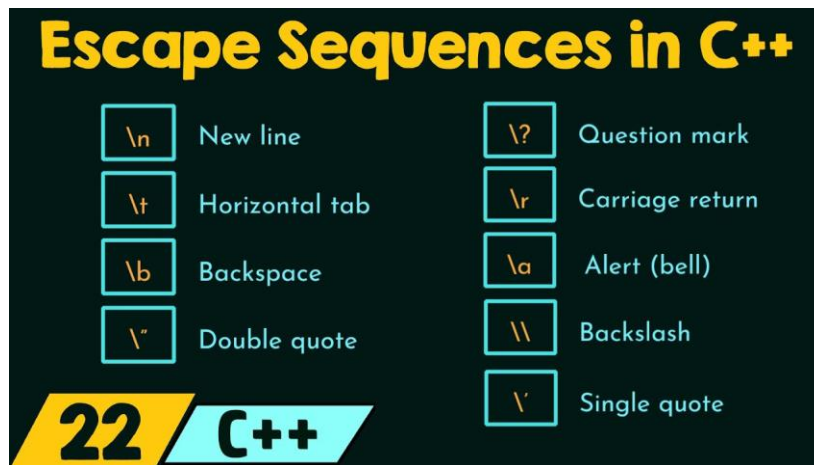 Escape Sequences in C++
\n New line
\t Horizontal tab
\b Backspace
\" Double quote
\? Question mark
\r Carriage return
\a Alert (bell)
\\ Backslash
\' Single quote
22 C++